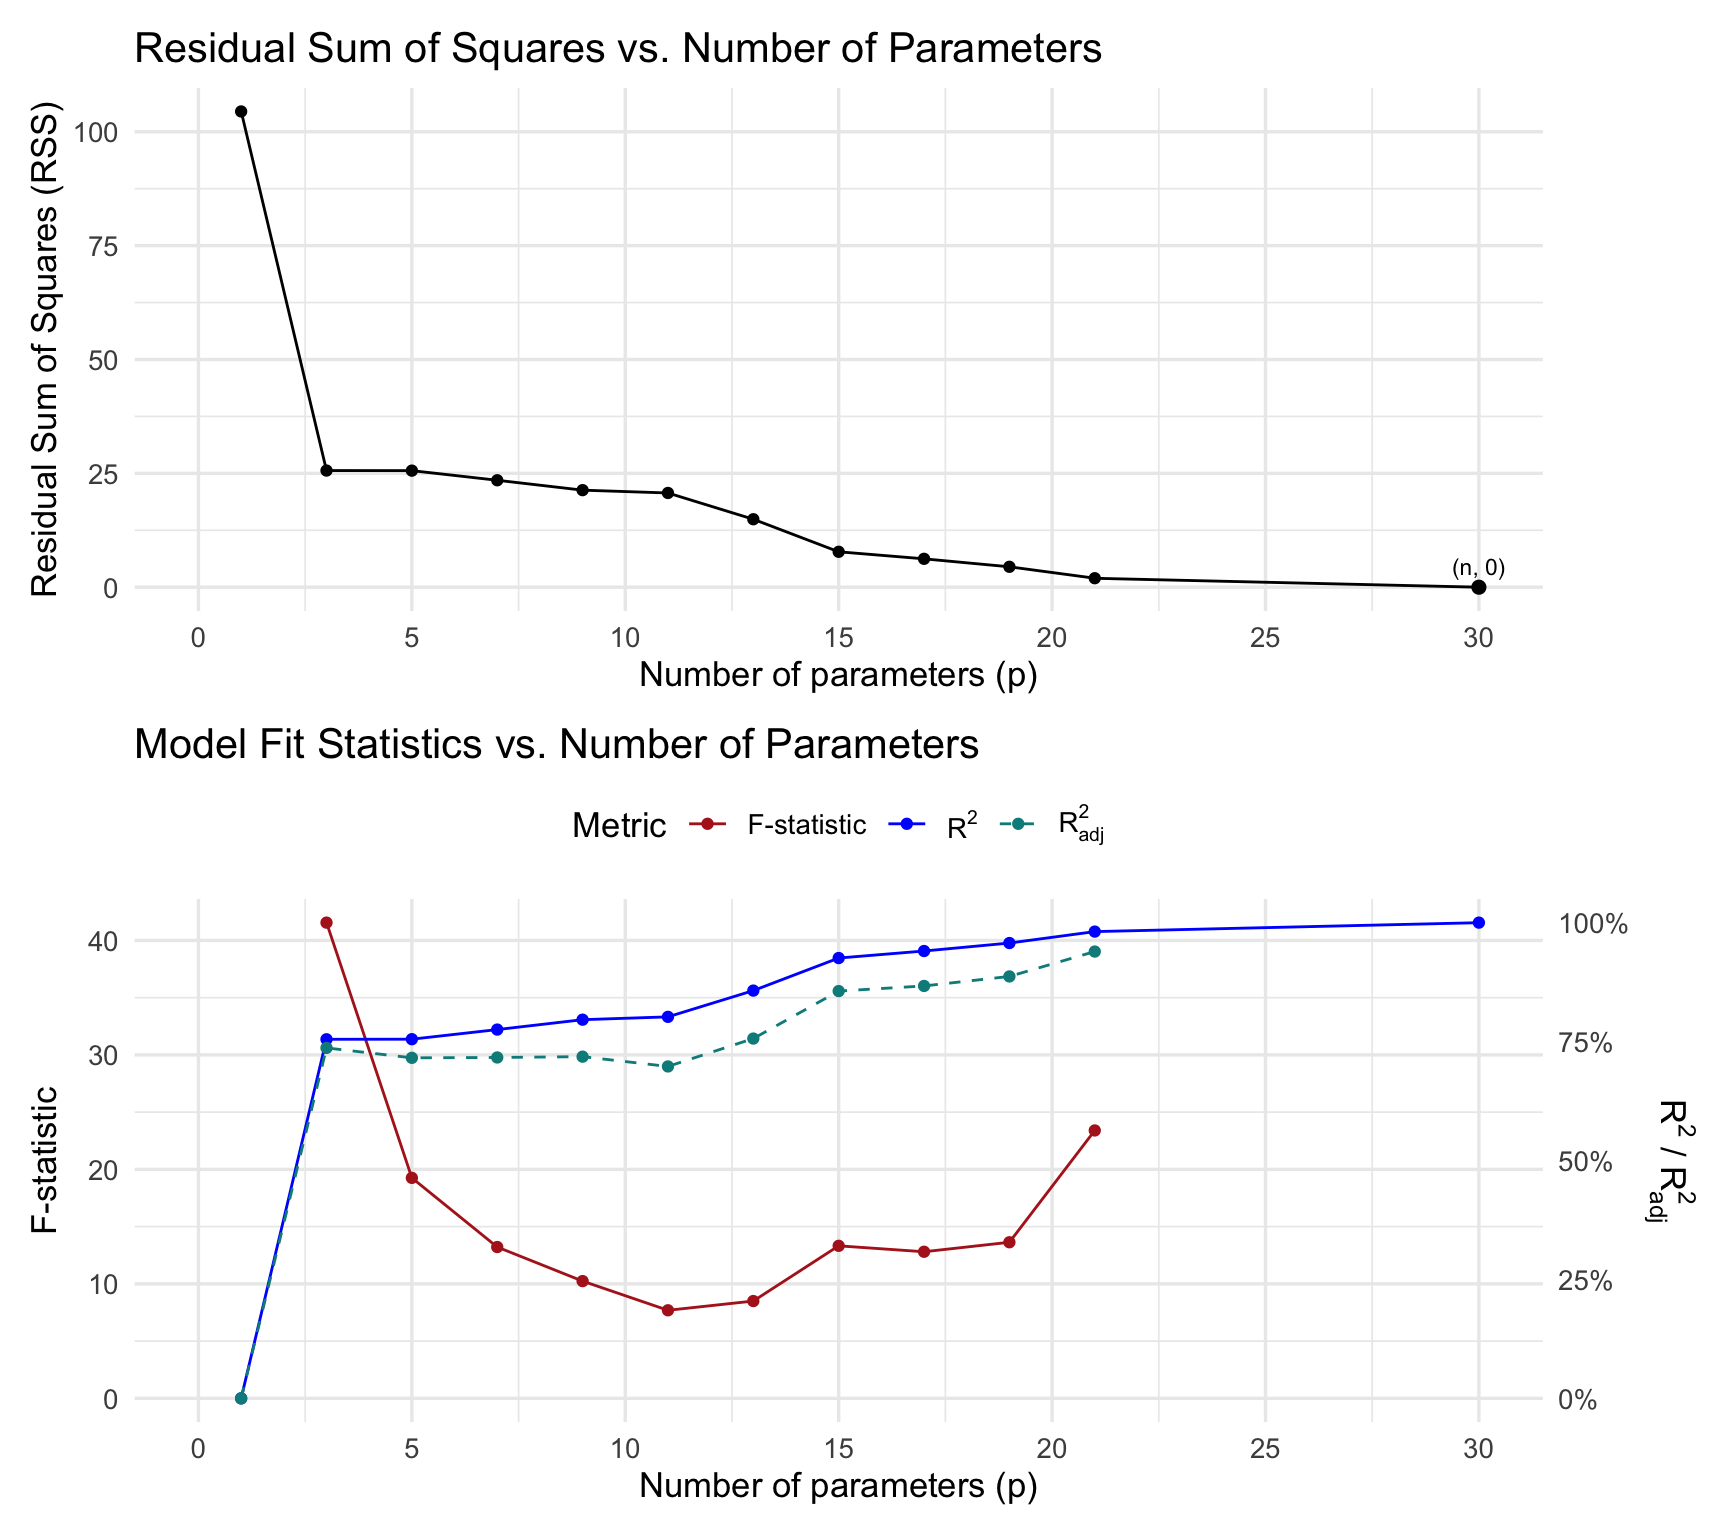 Residual Sum of Squares vs. Number of Parameters
Residual Sum of Squares (RSS)
100
75
50
25
0
(n, 0)
0 5 10 15 20 25 30
Number of parameters (p)
Model Fit Statistics vs. Number of Parameters
Metric F-statistic R² R²adj
F-statistic
40
30
20
10
0
100%
75%
50%
25%
0%
R² / R²adj
0 5 10 15 20 25 30
Number of parameters (p)